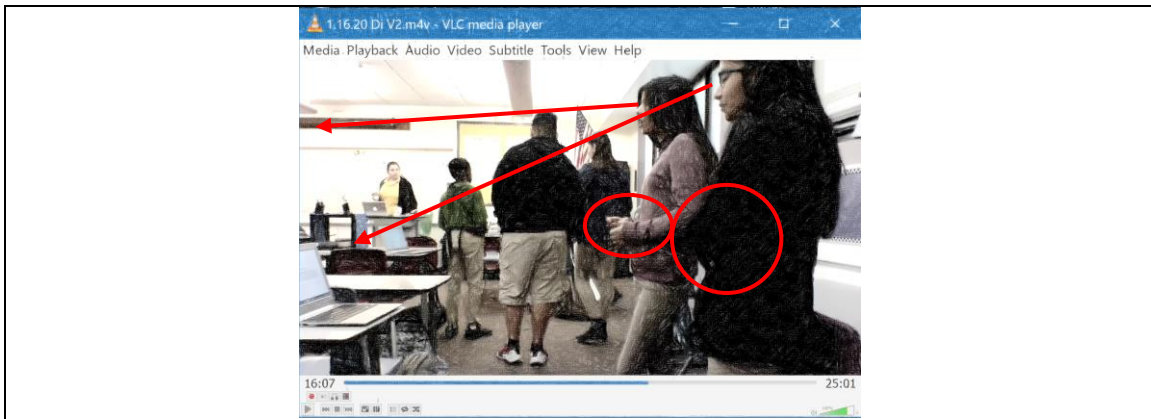 1.16.20 Di V2.m4v - VLC media player
Media Playback Audio Video Subtitle Tools View Help
16:07 25:01